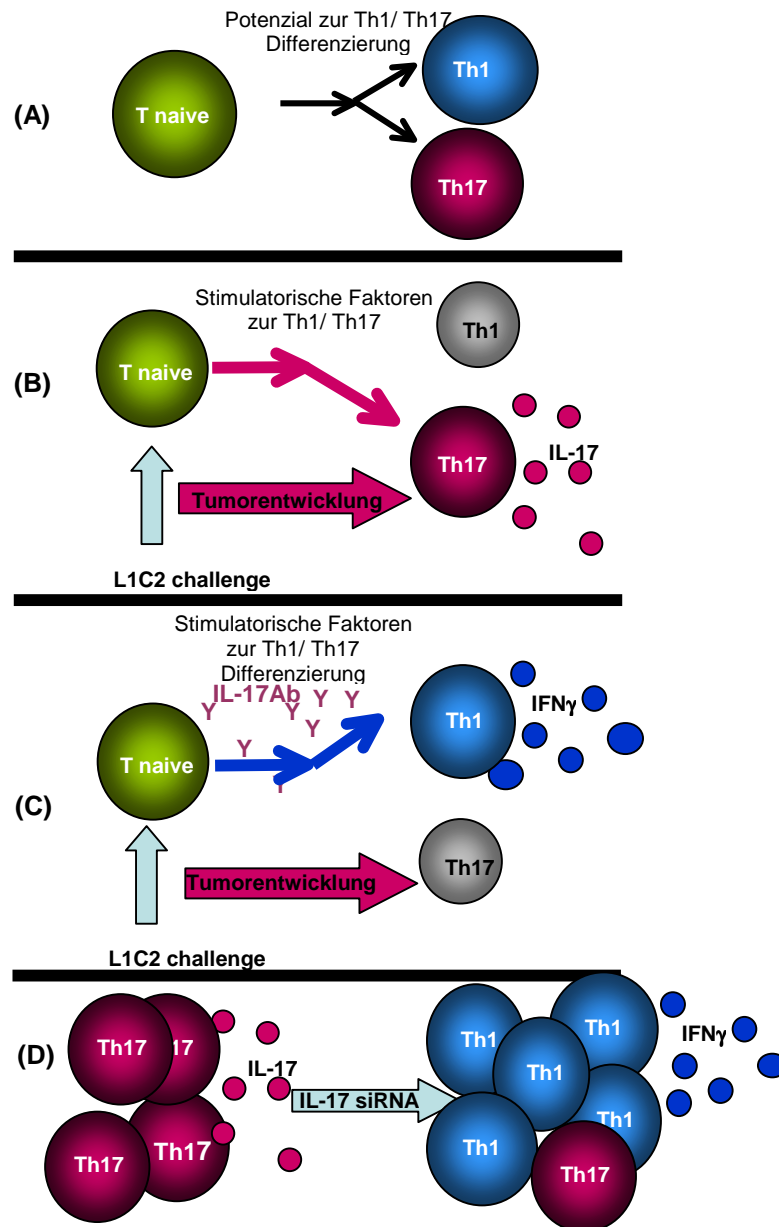 Potenzial zur Th1/ Th17
Differenzierung
Th1
T naive
(A)
Th17
Stimulatorische Faktoren
zur Th1/ Th17
Th1
T naive
(B)
Th17
IL-17
Tumorentwicklung
L1C2 challenge
Stimulatorische Faktoren
zur Th1/ Th17
Differenzierung
IL-17Ab
Y Y Y Y Y Y Y
IFNγ
Th1
T naive
(C)
Th17
Tumorentwicklung
L1C2 challenge
Th17 17
IL-17
(D)
Th1 Th1
IFNγ
Th1
IL-17 siRNA
Th1 Th1
Th17 Th17
Th17